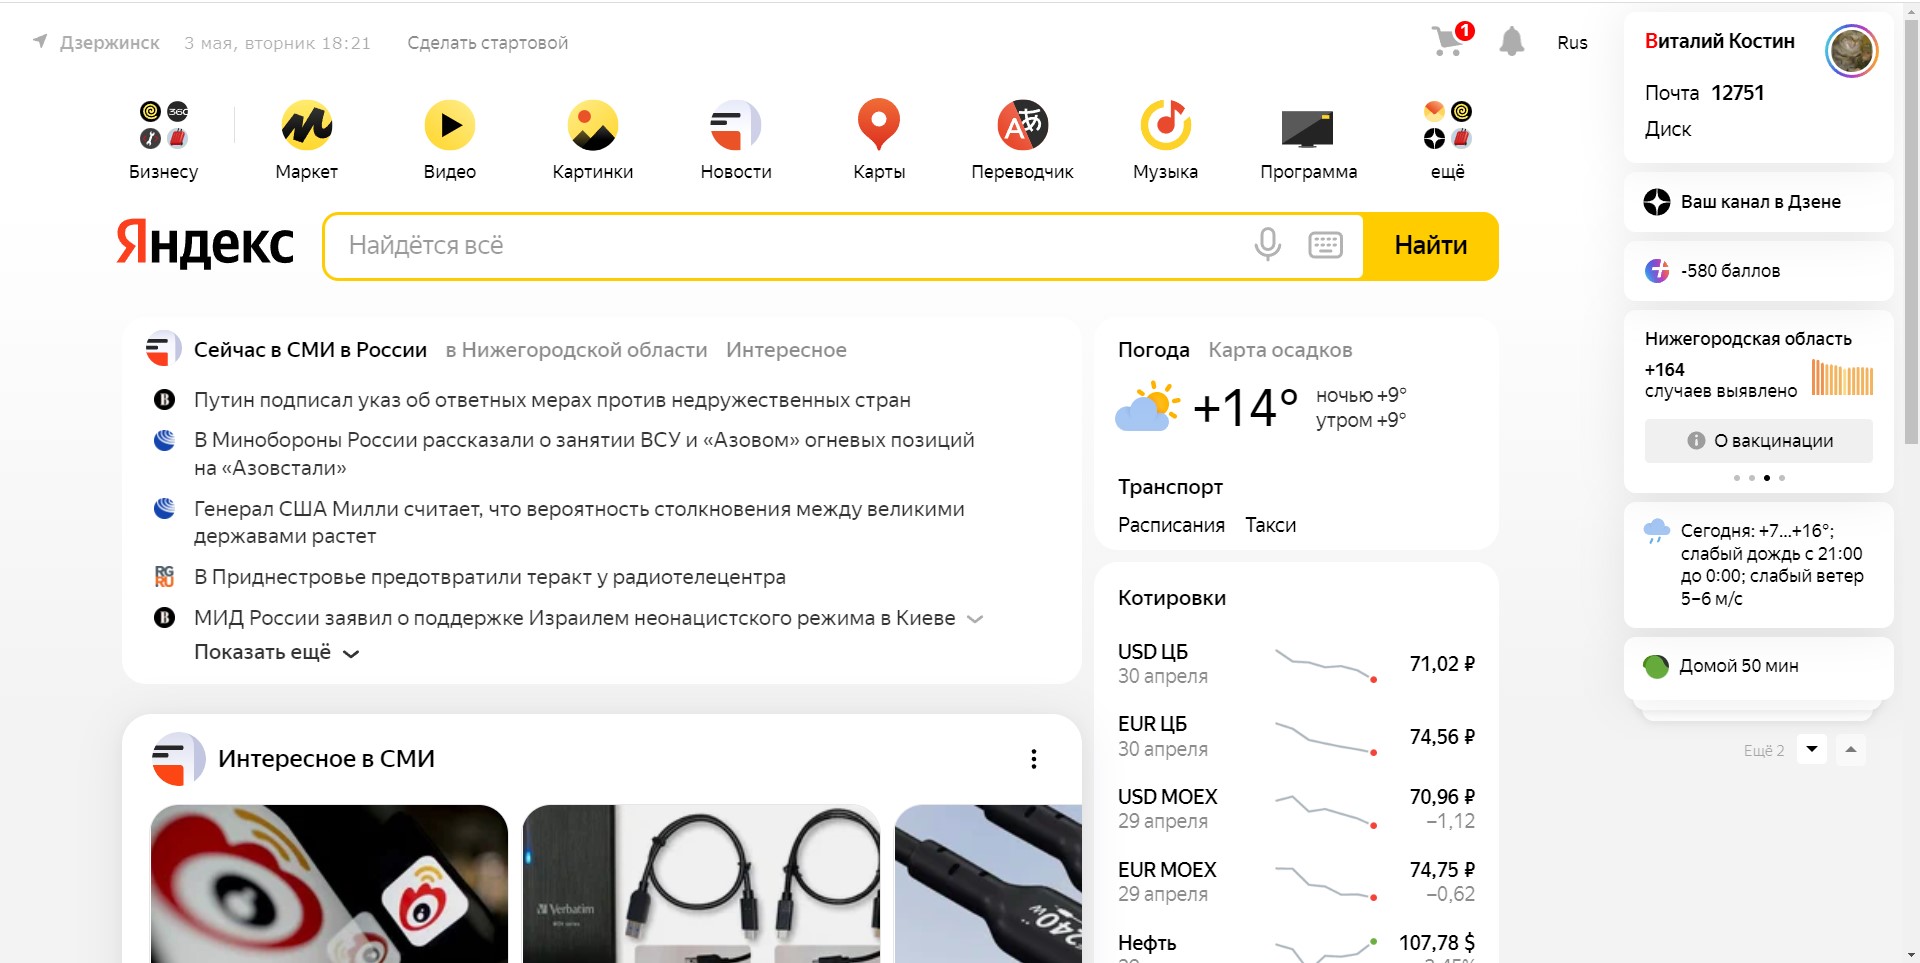 Дзержинск 3 мая, вторник 18:21 Сделать стартовой
1
Rus
Бизнесу
Маркет
Видео
Картинки
Новости
Карты
Переводчик
Музыка
Программа
ещё
Яндекс
Найдётся всё
Найти
Сейчас в СМИ в России в Нижегородской области Интересное
Путин подписал указ об ответных мерах против недружественных стран
В Минобороны России рассказали о занятии ВСУ и «Азовом» огневых позиций
на «Азовстали»
Генерал США Милли считает, что вероятность столкновения между великими
державами растет
RG
RU
В Приднестровье предотвратили теракт у радиотелецентра
МИД России заявил о поддержке Израилем неонацистского режима в Киеве
Показать ещё
Интересное в СМИ
Verbatim
240W
Погода Карта осадков
+14°
ночью +9°
утром +9°
Транспорт
Расписания Такси
Котировки
USD ЦБ
30 апреля
71,02 ₽
EUR ЦБ
30 апреля
74,56 ₽
USD MOEX
29 апреля
70,96 ₽
−1,12
EUR MOEX
29 апреля
74,75 ₽
−0,62
Нефть
107,78 $
Виталий Костин
Почта 12751
Диск
Ваш канал в Дзене
-580 баллов
Нижегородская область
+164
случаев выявлено
О вакцинации
Сегодня: +7...+16°;
слабый дождь с 21:00
до 0:00; слабый ветер
5–6 м/с
Домой 50 мин
Ещё 2